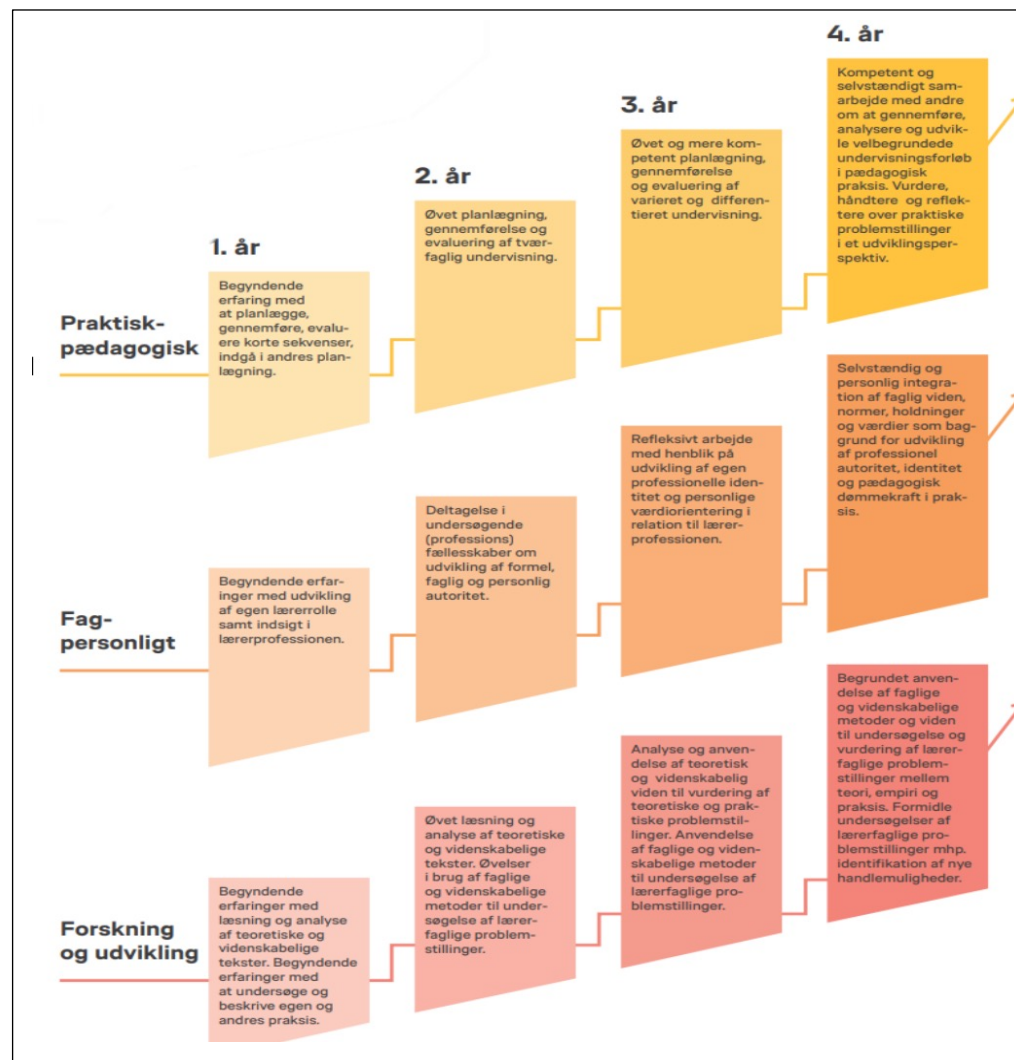 4. år
Kompetent og
selvstændigt sam-
arbejde med andre
om at gennemføre,
analysere og udvik-
le velbegrundede
undervisningsforløb
i pædagogisk
praksis. Vurdere,
håndtere og reflek-
tere over praktiske
problemstillinger
i et udviklingsper-
spektiv.
3. år
Øvet og mere kom-
petent planlægning,
gennemførelse
og evaluering af
varieret og differen-
tieret undervisning.
2. år
Øvet planlægning,
gennemførelse og
evaluering af tvær-
faglig undervisning.
1. år
Begyndende
erfaring med
at planlægge,
gennemføre, evalu-
ere korte sekvenser,
indgå i andres plan-
lægning.
Praktisk-
pædagogisk
Selvstændig og
personlig integra-
tion af faglig viden,
normer, holdninger
og værdier som bag-
grund for udvikling
af professionel
autoritet, identitet
og pædagogisk
dømmekraft i prak-
sis.
Refleksivt arbejde
med henblik på
udvikling af egen
professionelle iden-
titet og personlige
værdiorientering i
relation til lærer-
professionen.
Deltagelse i
undersøgende
(professions)
fællesskaber om
udvikling af formel,
faglig og personlig
autoritet.
Begyndende erfar-
inger med udvikling
af egen lærerrolle
samt indsigt i
lærerprofessionen.
Fag-
personligt
Begrundet anven-
delse af faglige
og videnskabelige
metoder og viden
til undersøgelse og
vurdering af lærer-
faglige problem-
stillinger mellem
teori, empiri og
praksis. Formidle
undersøgelser af
lærerfaglige pro-
blemstillinger mhp.
identifikation af nye
handlemuligheder.
Analyse og anven-
delse af teoretisk
og videnskabelig
viden til vurdering af
teoretiske og prak-
tiske problemstil-
linger. Anvendelse
af faglige og viden-
skabelige metoder
til undersøgelse af
lærerfaglige pro-
blemstillinger.
Øvet læsning og
analyse af teoretiske
og videnskabelige
tekster. Øvelser
i brug af faglige
og videnskabelige
metoder til under-
søgelse af lærer-
faglige problem-
stillinger.
Begyndende
erfaringer med
læsning og analyse
af teoretiske og
videnskabelige
tekster. Begyndende
erfaringer med
at undersøge og
beskrive egen og
andres praksis.
Forskning
og udvikling